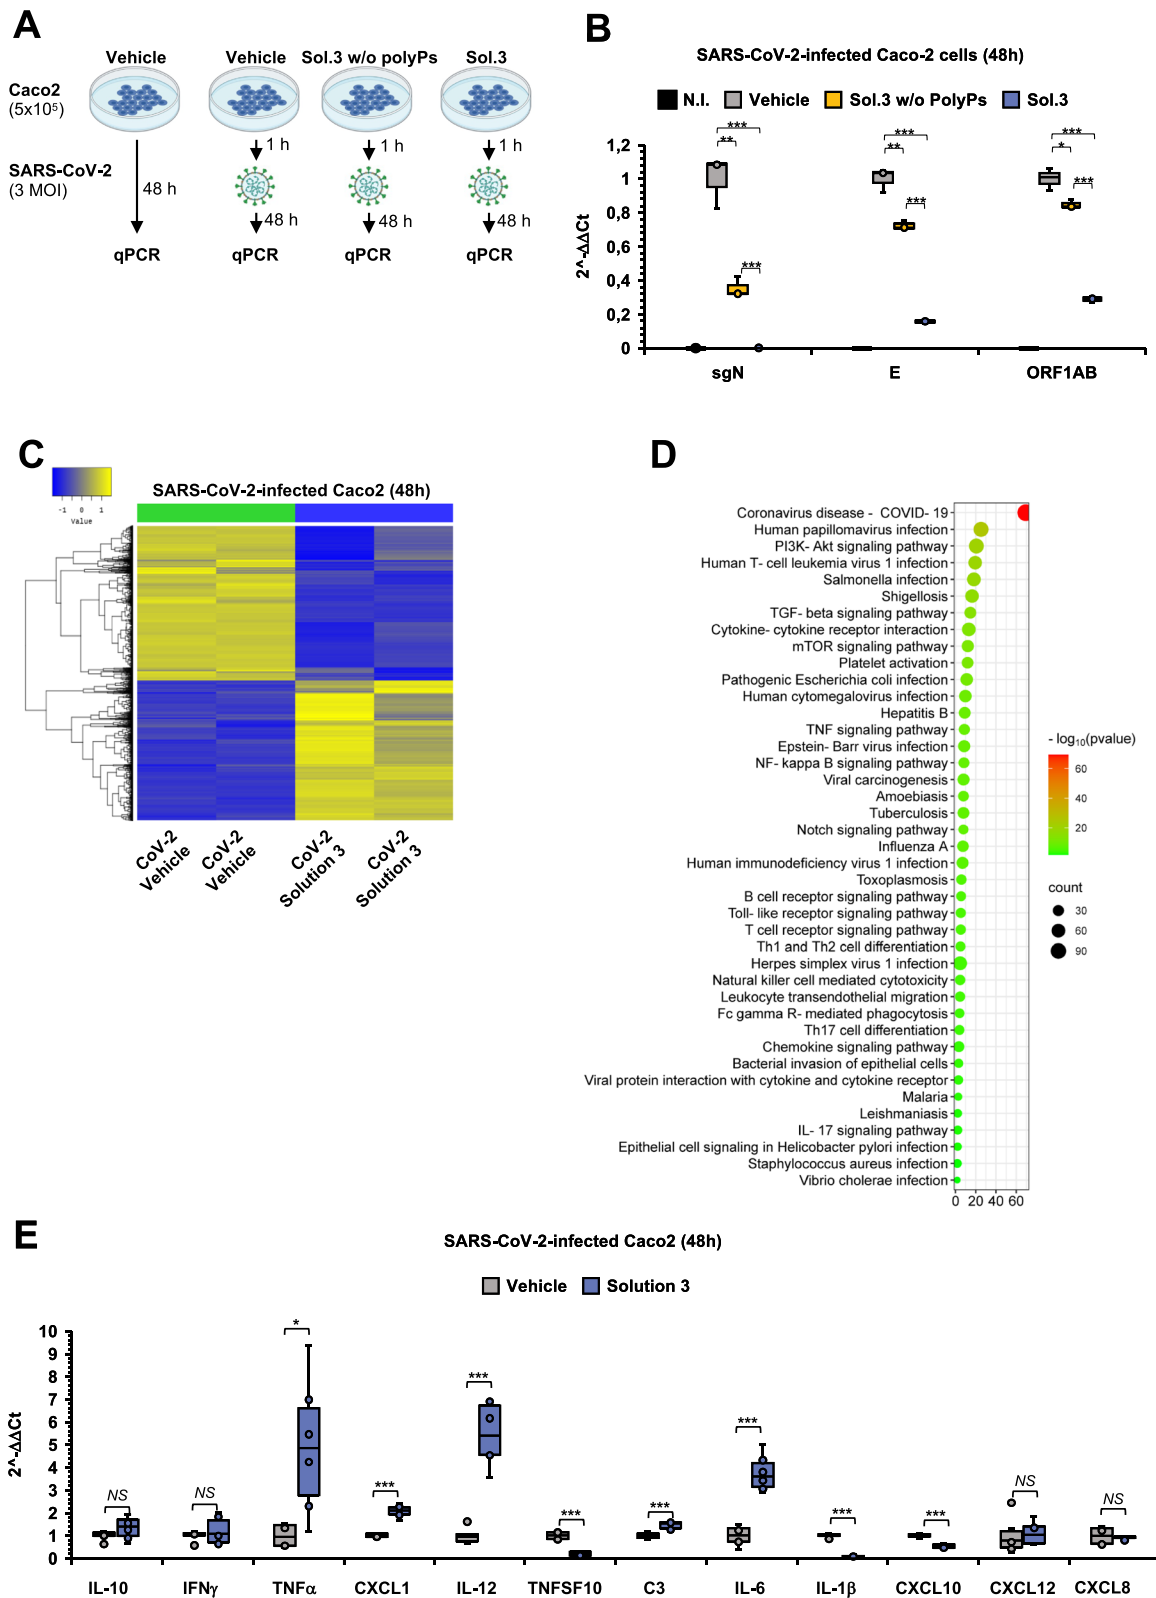 A
Vehicle
Vehicle
Sol.3 w/o polyPs
Sol.3
Caco2
(5x10⁵)
1 h
1 h
1 h
SARS-CoV-2
(3 MOI)
48 h
48 h
48 h
48 h
qPCR
qPCR
qPCR
qPCR
B
SARS-CoV-2-infected Caco-2 cells (48h)
N.I.
Vehicle
Sol.3 w/o PolyPs
Sol.3
2^-ΔΔCt
1,2
1
0,8
0,6
0,4
0,2
0
***
**
***
***
**
***
***
*
***
sgN
E
ORF1AB
C
-1 0 1
Value
SARS-CoV-2-infected Caco2 (48h)
CoV-2
Vehicle
CoV-2
Vehicle
CoV-2
Solution 3
CoV-2
Solution 3
D
Coronavirus disease - COVID- 19
Human papillomavirus infection
PI3K- Akt signaling pathway
Human T- cell leukemia virus 1 infection
Salmonella infection
Shigellosis
TGF- beta signaling pathway
Cytokine- cytokine receptor interaction
mTOR signaling pathway
Platelet activation
Pathogenic Escherichia coli infection
Human cytomegalovirus infection
Hepatitis B
TNF signaling pathway
Epstein- Barr virus infection
NF- kappa B signaling pathway
Viral carcinogenesis
Amoebiasis
Tuberculosis
Notch signaling pathway
Influenza A
Human immunodeficiency virus 1 infection
Toxoplasmosis
B cell receptor signaling pathway
Toll- like receptor signaling pathway
T cell receptor signaling pathway
Th1 and Th2 cell differentiation
Herpes simplex virus 1 infection
Natural killer cell mediated cytotoxicity
Leukocyte transendothelial migration
Fc gamma R- mediated phagocytosis
Th17 cell differentiation
Chemokine signaling pathway
Bacterial invasion of epithelial cells
Viral protein interaction with cytokine and cytokine receptor
Malaria
Leishmaniasis
IL- 17 signaling pathway
Epithelial cell signaling in Helicobacter pylori infection
Staphylococcus aureus infection
Vibrio cholerae infection
0 20 40 60
- log₁₀(pvalue)
60
40
20
count
30
60
90
E
SARS-CoV-2-infected Caco2 (48h)
Vehicle
Solution 3
2^-ΔΔCt
10
9
8
7
6
5
4
3
2
1
0
NS
NS
*
***
***
***
***
***
***
***
NS
NS
IL-10
IFNγ
TNFα
CXCL1
IL-12
TNFSF10
C3
IL-6
IL-1β
CXCL10
CXCL12
CXCL8